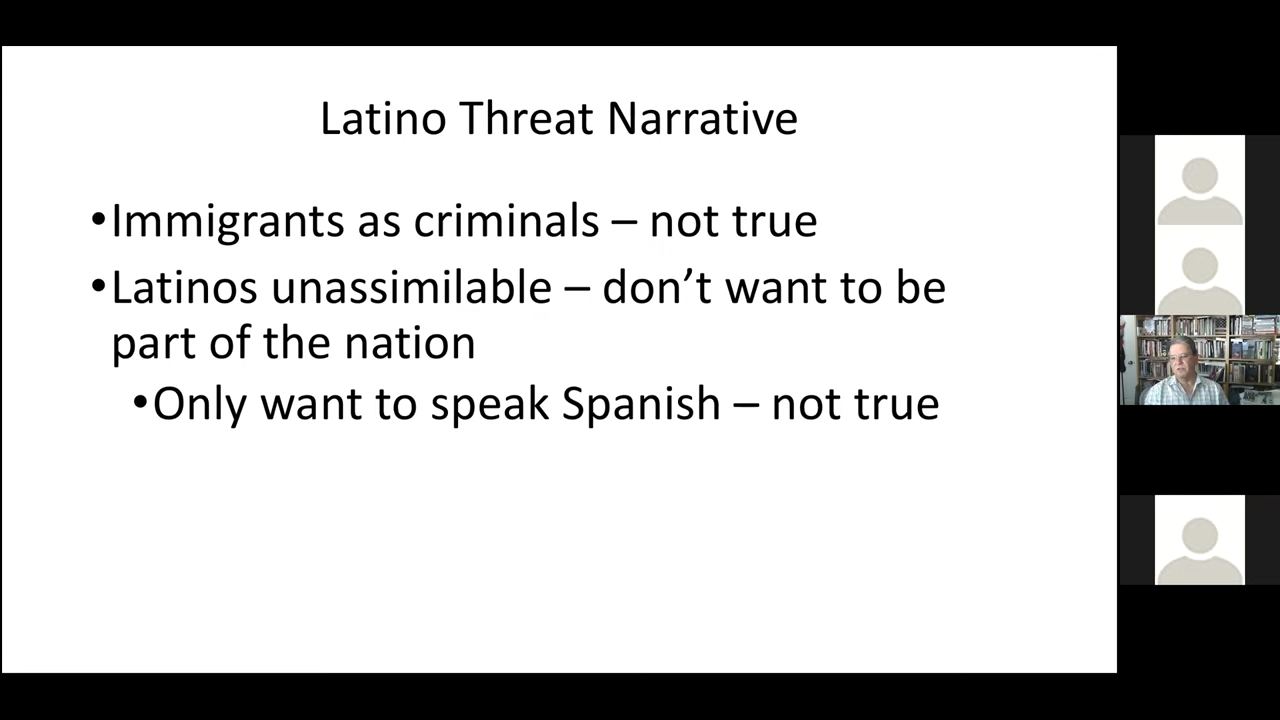 Latino Threat Narrative
•Immigrants as criminals – not true
•Latinos unassimilable – don’t want to be
part of the nation
•Only want to speak Spanish – not true